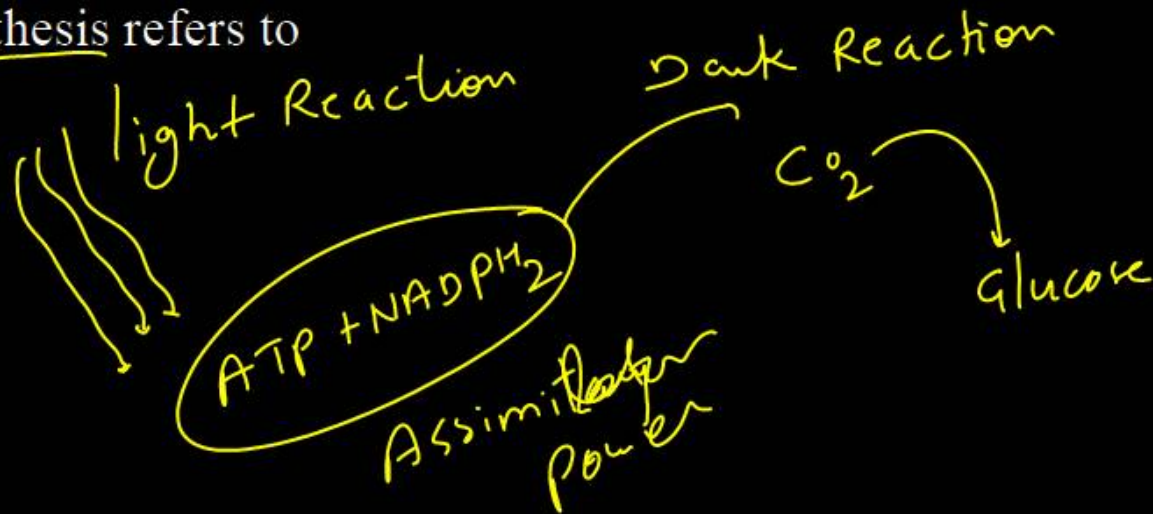 thesis refers to
light Reaction
Dark Reaction
CO2
Glucose
ATP + NADPH2
Assimilatory
power